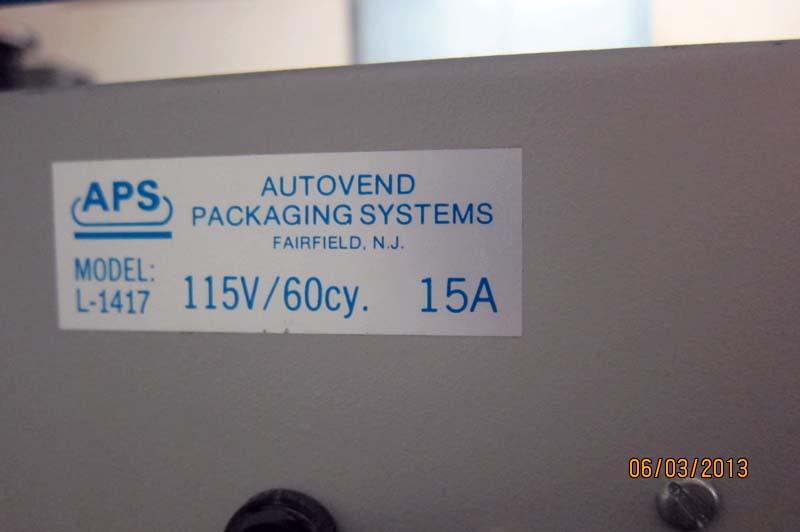 APS
AUTOVEND
PACKAGING SYSTEMS
FAIRFIELD, N.J.
MODEL:
L-1417
115V/60cy. 15A
06/03/2013